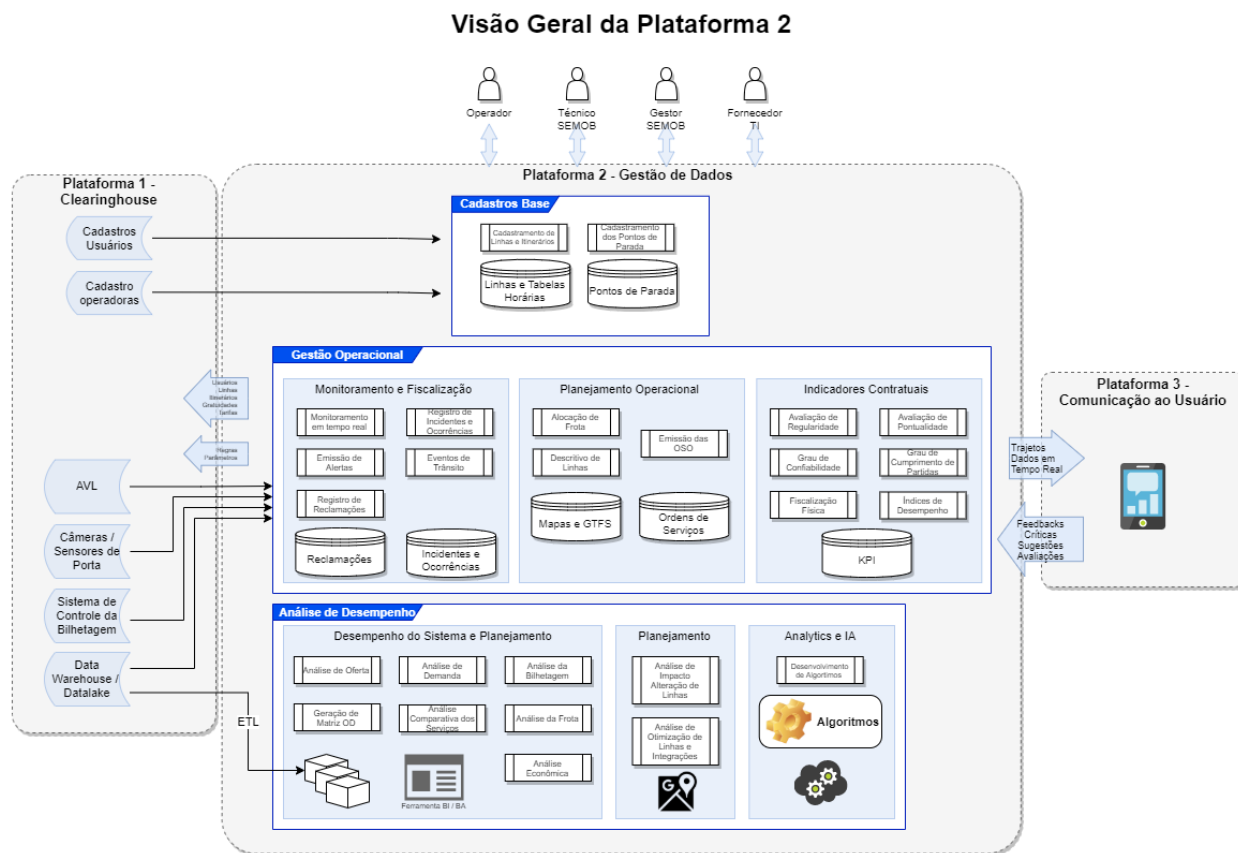 Visão Geral da Plataforma 2
Operador
Técnico
SEMOB
Gestor
SEMOB
Fornecedor
TI
Plataforma 1 -
Clearinghouse
Cadastros
Usuários
Cadastro
operadoras
AVL
Câmeras /
Sensores de
Porta
Sistema de
Controle da
Bilhetagem
Data
Warehouse /
Datalake
Usuários
Linhas
Itinerários
Gratuidades
Tarifas
Regras
Parâmetros
ETL
Plataforma 2 - Gestão de Dados
Cadastros Base
Cadastramento de
Linhas e Itinerários
Cadastramento
dos Pontos de
Parada
Linhas e Tabelas
Horárias
Pontos de Parada
Gestão Operacional
Monitoramento e Fiscalização
Monitoramento
em tempo real
Registro de
Incidentes e
Ocorrências
Emissão de
Alertas
Eventos de
Trânsito
Registro de
Reclamações
Reclamações
Incidentes e
Ocorrências
Planejamento Operacional
Alocação de
Frota
Emissão das
OSO
Descritivo de
Linhas
Mapas e GTFS
Ordens de
Serviços
Indicadores Contratuais
Avaliação de
Regularidade
Avaliação de
Pontualidade
Grau de
Confiabilidade
Grau de
Cumprimento de
Partidas
Fiscalização
Física
Índices de
Desempenho
KPI
Análise de Desempenho
Desempenho do Sistema e Planejamento
Análise de Oferta
Análise de
Demanda
Análise da
Bilhetagem
Geração de
Matriz OD
Análise
Comparativa dos
Serviços
Análise da Frota
Análise
Econômica
Ferramenta BI / BA
Planejamento
Análise de
Impacto
Alteração de
Linhas
Análise de
Otimização de
Linhas e
Integrações
G
Analytics e IA
Desenvolvimento
de Algoritimos
Algoritmos
Plataforma 3 -
Comunicação ao Usuário
Trajetos
Dados em
Tempo Real
Feedbacks
Críticas
Sugestões
Avaliações